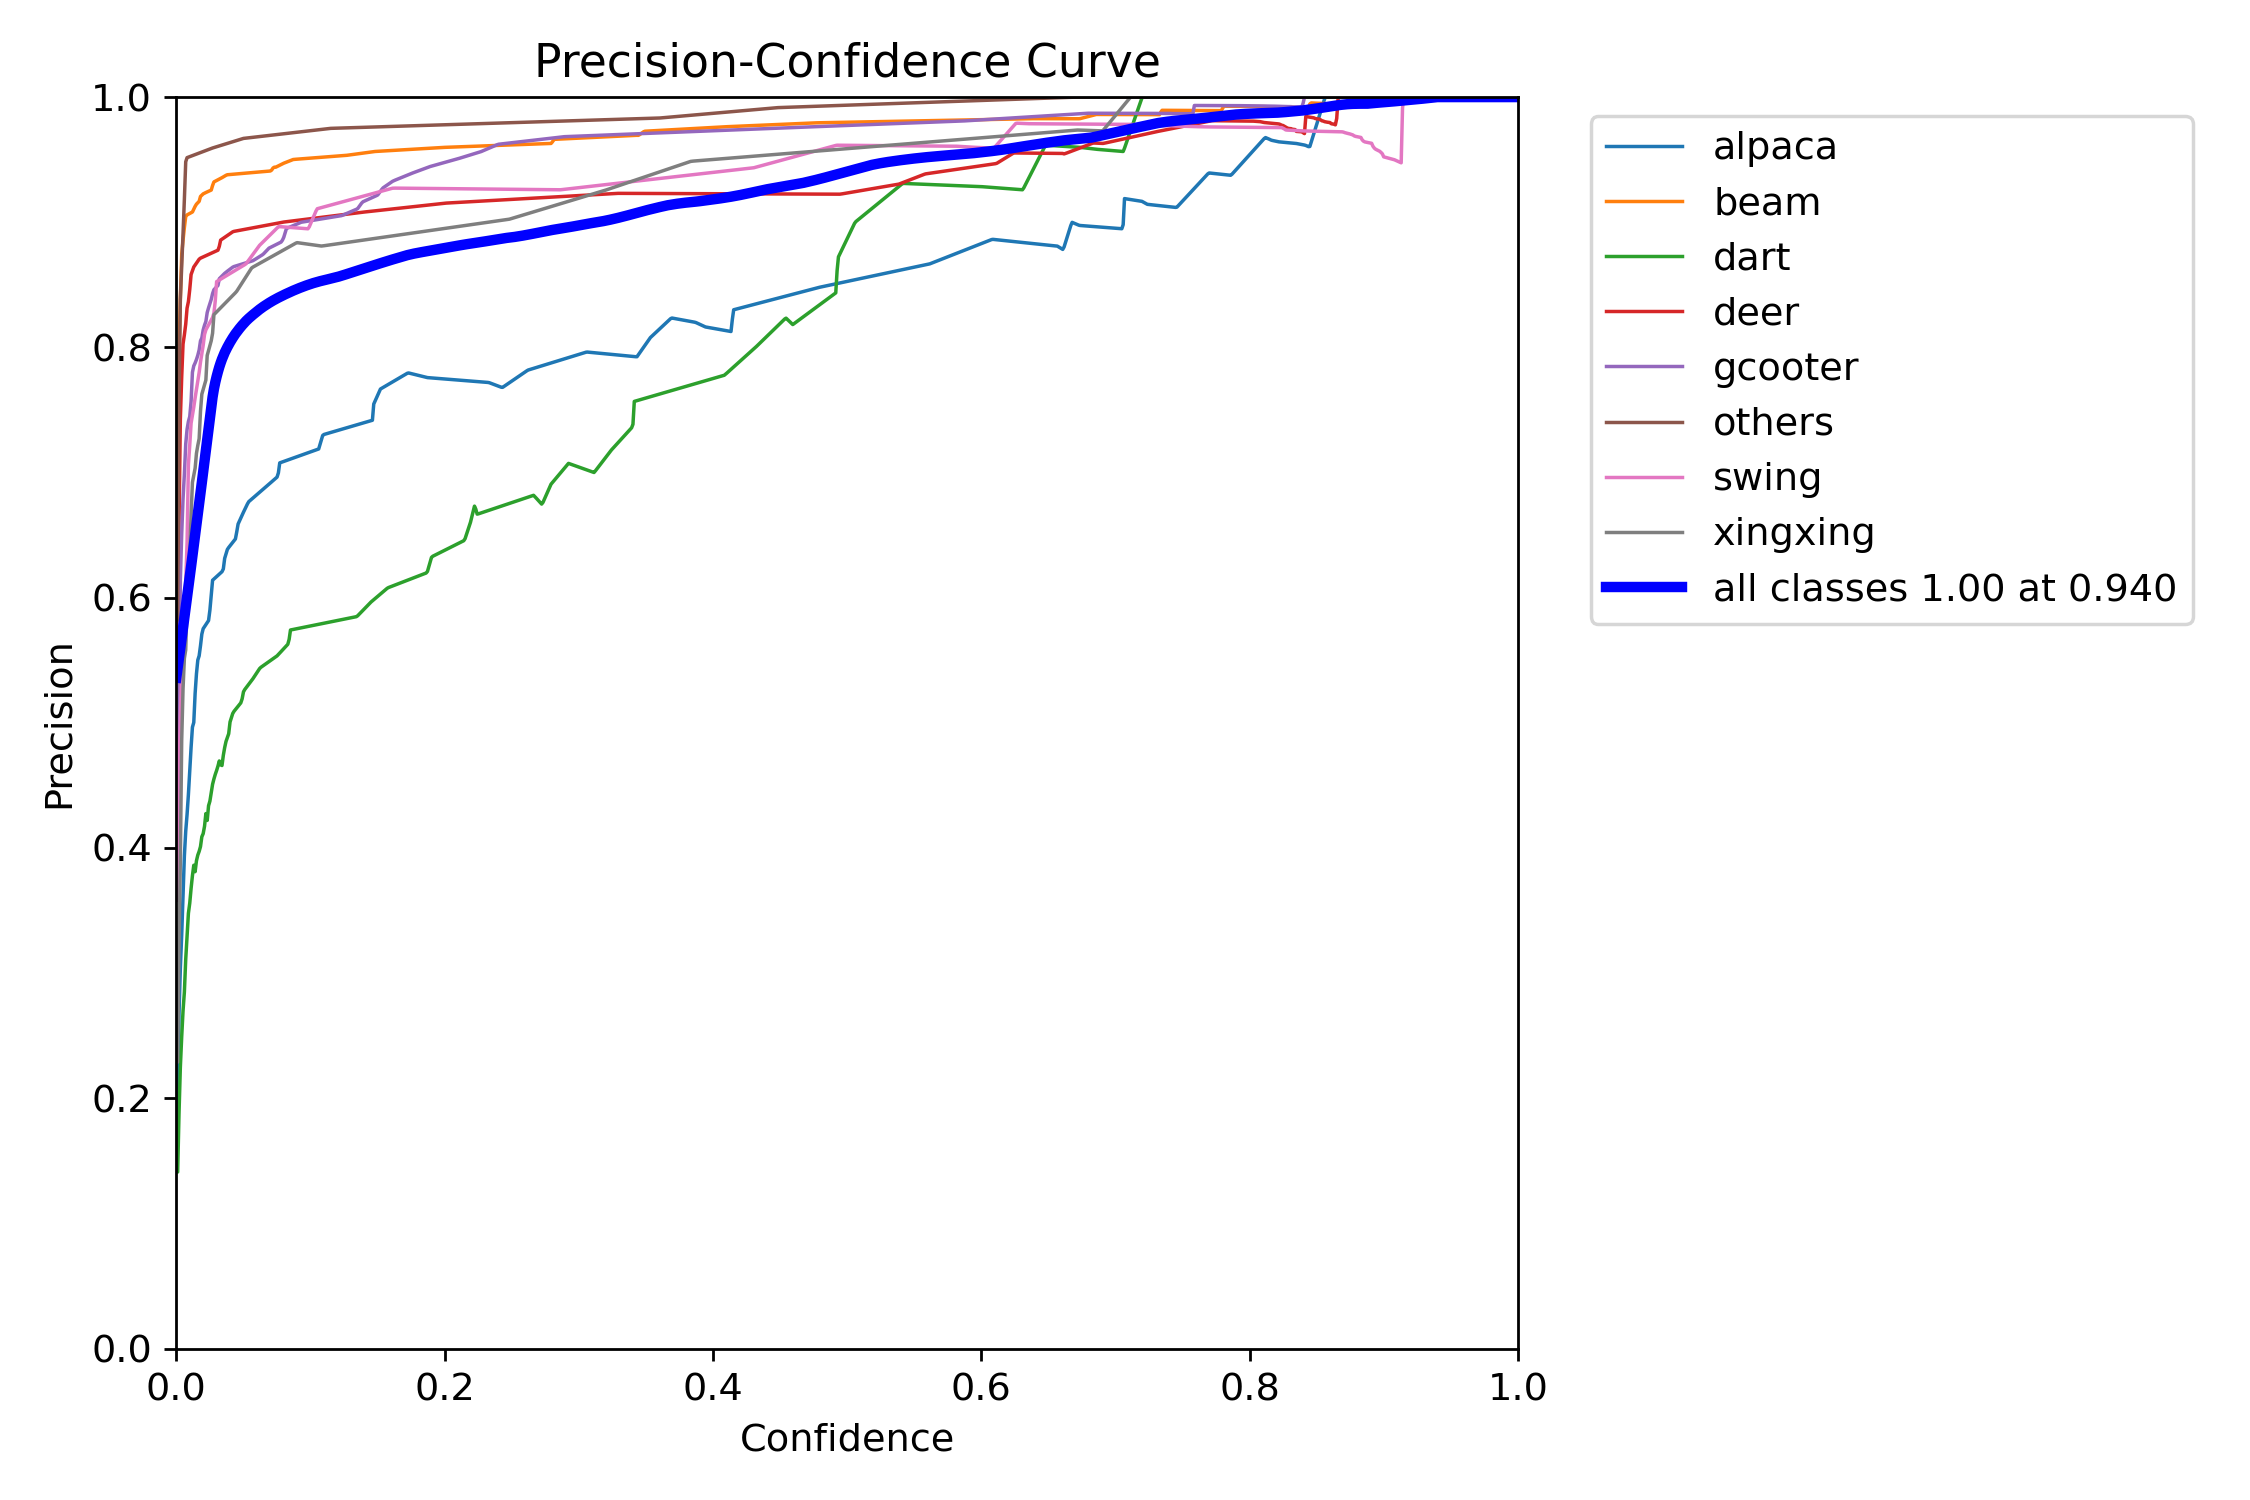 Precision-Confidence Curve
1.0
0.8
0.6
0.4
0.2
0.0
Precision
0.0 0.2 0.4 0.6 0.8 1.0
Confidence
alpaca
beam
dart
deer
gcooter
others
swing
xingxing
all classes 1.00 at 0.940